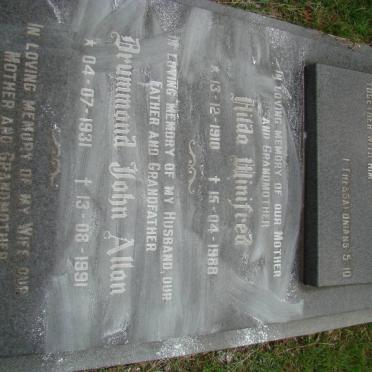 TOGETHER WITH HIM
I THESSALONIANS 5:10
IN LOVING MEMORY OF OUR MOTHER
AND GRANDMOTHER
Hilda Winifred
★ 13-12-1910 † 15-04-1988
IN LOVING MEMORY OF MY HUSBAND, OUR
FATHER AND GRANDFATHER
Drummond John Allan
★ 04-07-1931 † 13-08-1991
IN LOVING MEMORY OF MY WIFE OUR
MOTHER AND GRANDMOTHER